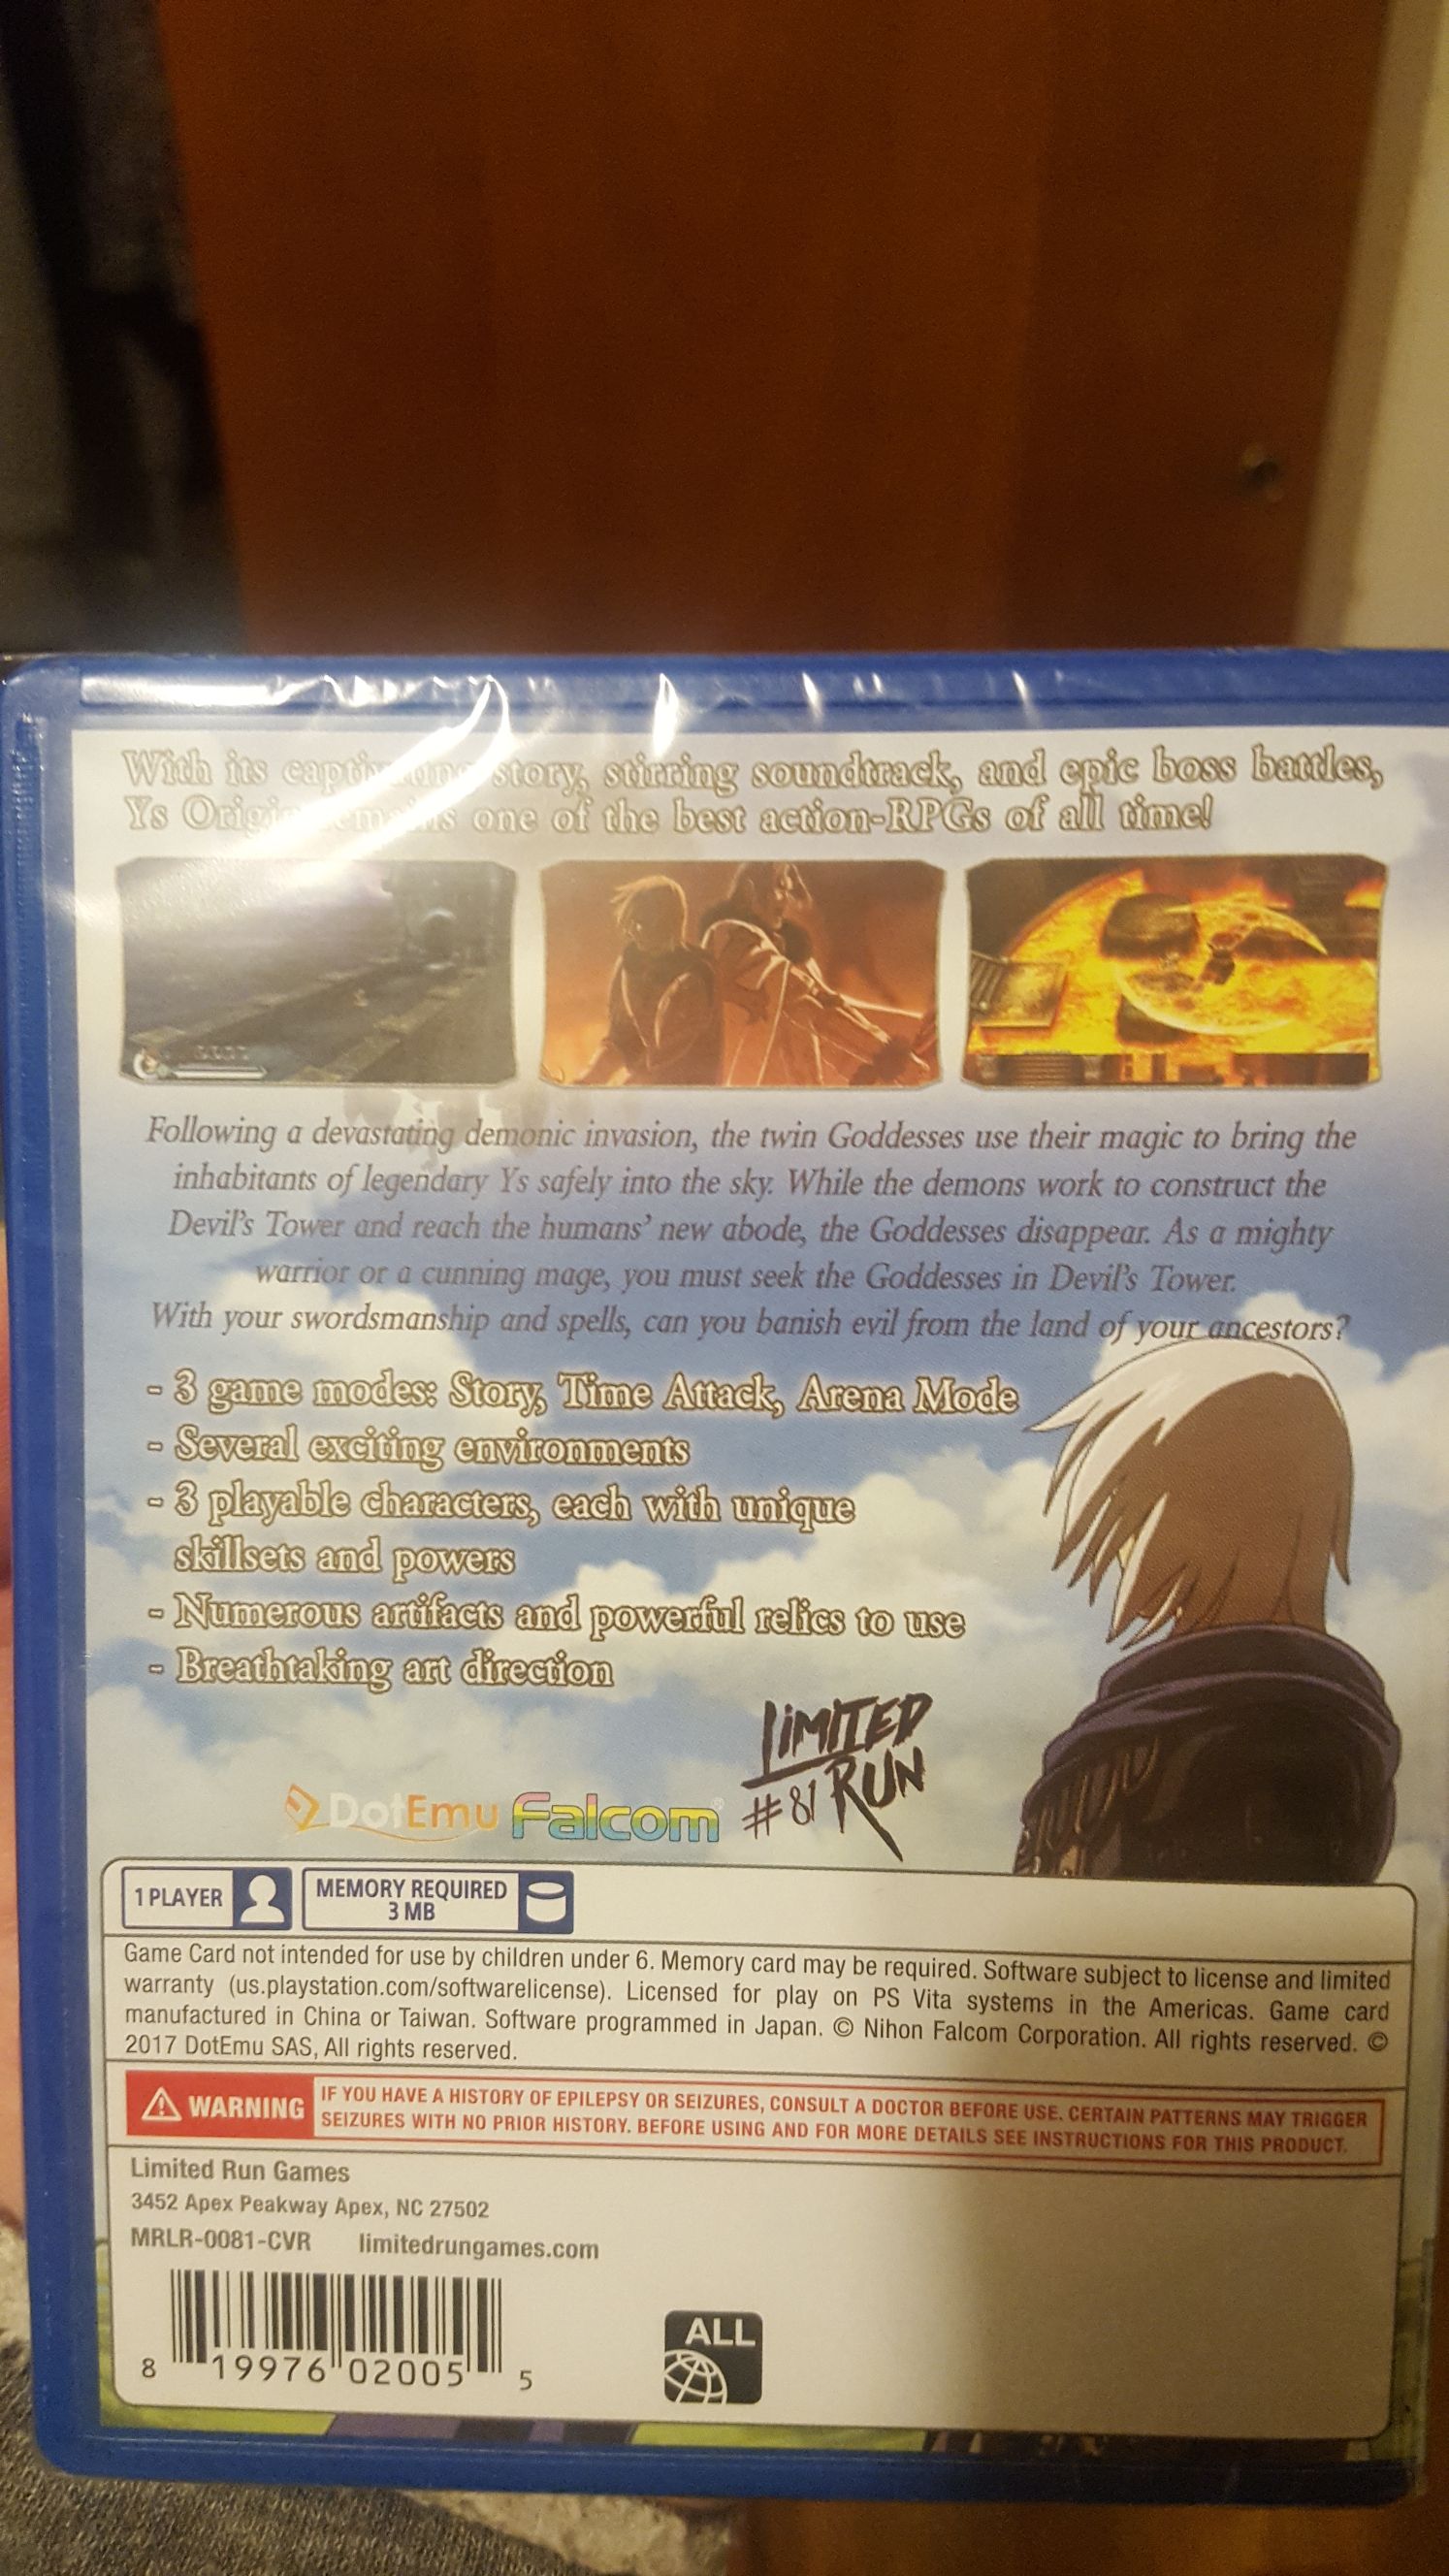 With its captivating story, stirring soundtrack, and epic boss battles,
Ys Origin remains one of the best action-RPGs of all time!
Following a devastating demonic invasion, the twin Goddesses use their magic to bring the
inhabitants of legendary Ys safely into the sky. While the demons work to construct the
Devil's Tower and reach the humans' new abode, the Goddesses disappear. As a mighty
warrior or a cunning mage, you must seek the Goddesses in Devil's Tower.
With your swordsmanship and spells, can you banish evil from the land of your ancestors?
- 3 game modes: Story, Time Attack, Arena Mode
- Several exciting environments
- 3 playable characters, each with unique
skillsets and powers
- Numerous artifacts and powerful relics to use
- Breathtaking art direction
LIMITED
#81 RUN
DotEmu Falcom®
1 PLAYER
MEMORY REQUIRED
3 MB
Game Card not intended for use by children under 6. Memory card may be required. Software subject to license and limited
warranty (us.playstation.com/softwarelicense). Licensed for play on PS Vita systems in the Americas. Game card
manufactured in China or Taiwan. Software programmed in Japan. © Nihon Falcom Corporation. All rights reserved. ©
2017 DotEmu SAS, All rights reserved.
WARNING
IF YOU HAVE A HISTORY OF EPILEPSY OR SEIZURES, CONSULT A DOCTOR BEFORE USE. CERTAIN PATTERNS MAY TRIGGER
SEIZURES WITH NO PRIOR HISTORY. BEFORE USING AND FOR MORE DETAILS SEE INSTRUCTIONS FOR THIS PRODUCT.
Limited Run Games
3452 Apex Peakway Apex, NC 27502
MRLR-0081-CVR limitedrungames.com
8 19976 02005 5
ALL